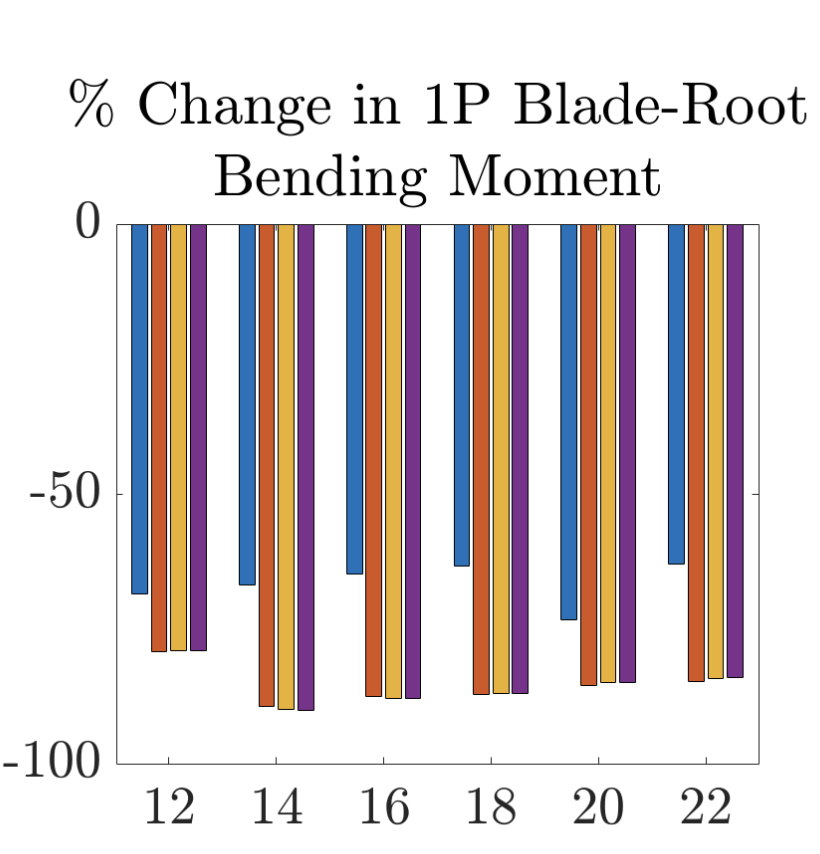 % Change in 1P Blade-Root
Bending Moment
0
-50
-100
12 14 16 18 20 22